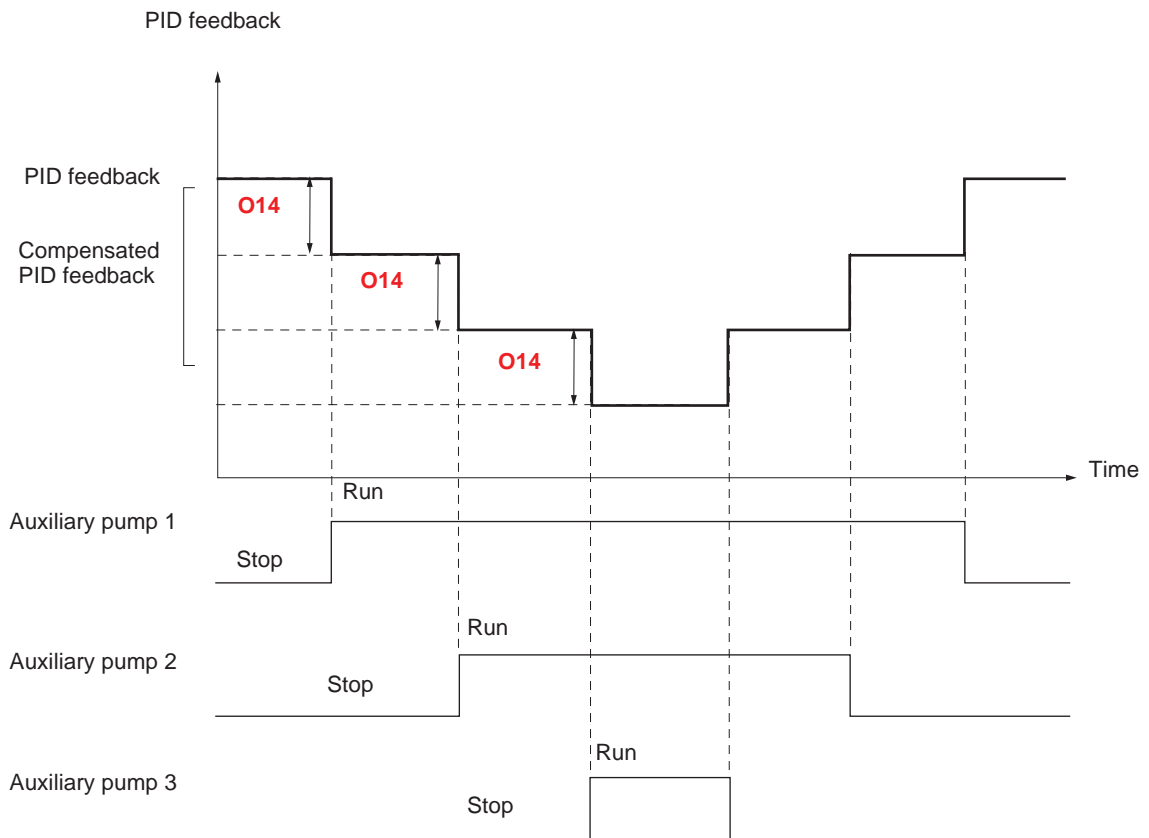 PID feedback
PID feedback
O14
Compensated
PID feedback
O14
O14
Time
Run
Auxiliary pump 1
Stop
Run
Auxiliary pump 2
Stop
Run
Auxiliary pump 3
Stop